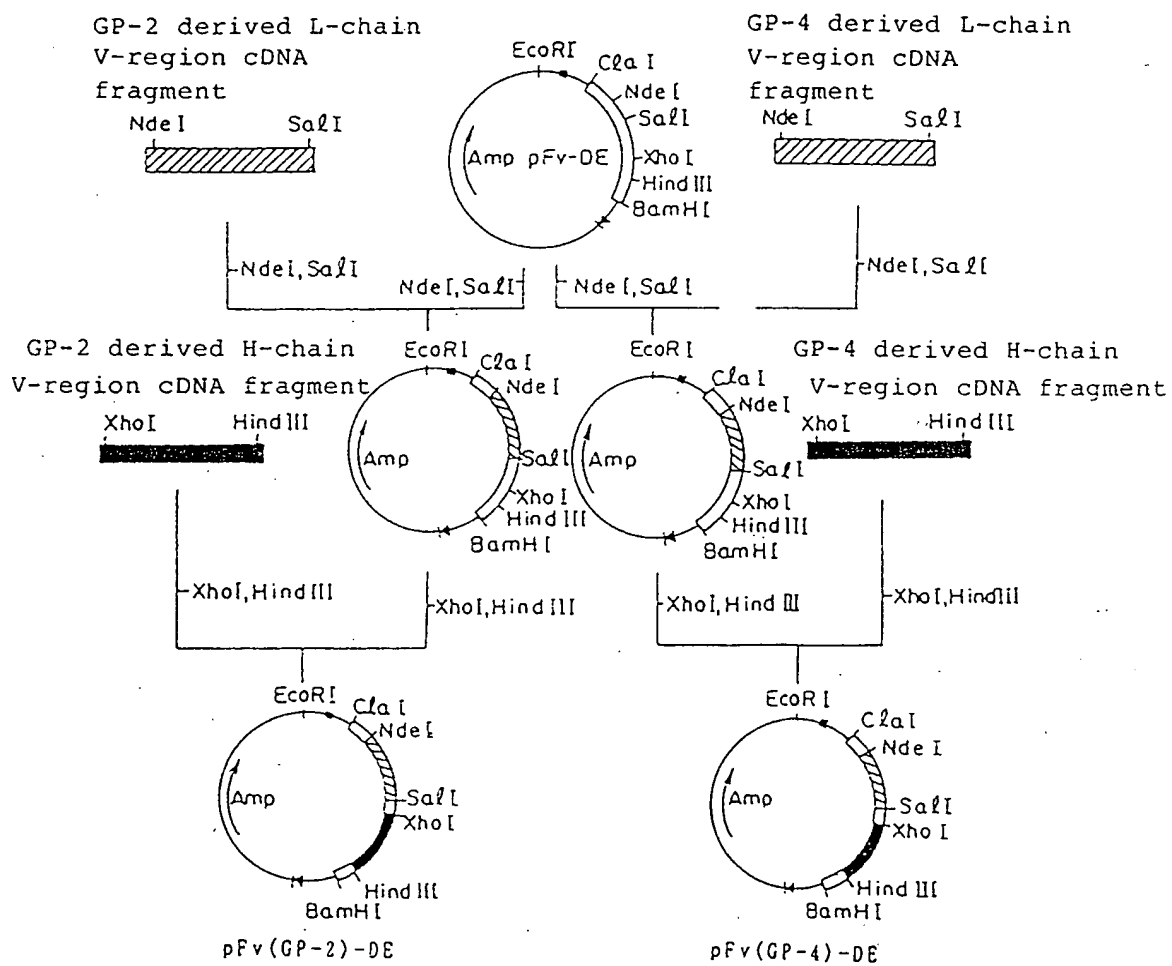 GP-2 derived L-chain
V-region cDNA
fragment
NdeI
SalI
EcoRI
ClaI
NdeI
SalI
XhoI
HindIII
BamHI
Amp pFv-DE
GP-4 derived L-chain
V-region cDNA
fragment
NdeI
SalI
NdeI, SalI
NdeI, SalI
NdeI, SalI
NdeI, SalI
GP-2 derived H-chain
V-region cDNA fragment
XhoI
HindIII
EcoRI
ClaI
NdeI
Amp
SalI
XhoI
HindIII
BamHI
EcoRI
ClaI
NdeI
Amp
SalI
XhoI
HindIII
BamHI
GP-4 derived H-chain
V-region cDNA fragment
XhoI
HindIII
XhoI, HindIII
XhoI, HindIII
XhoI, HindIII
XhoI, HindIII
EcoRI
ClaI
NdeI
Amp
SalI
XhoI
HindIII
BamHI
pFv(GP-2)-DE
EcoRI
ClaI
NdeI
Amp
SalI
XhoI
HindIII
BamHI
pFv(GP-4)-DE